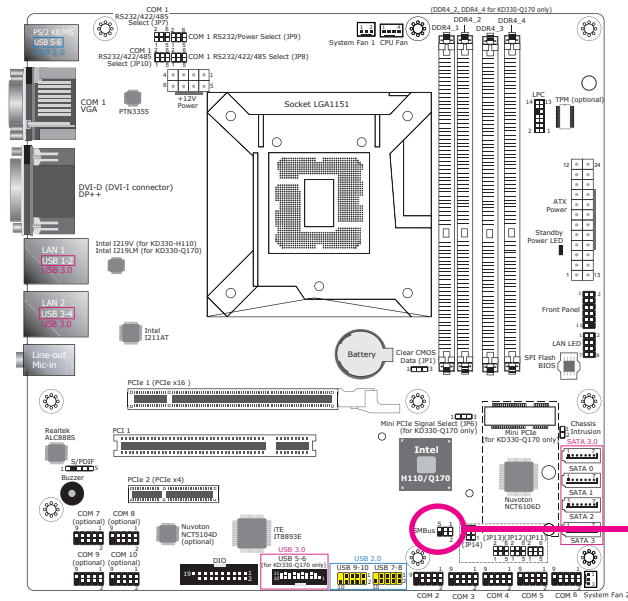 COM 1
RS232/422/485
Select (JP7)
COM 1 RS232/Power Select (JP9)
COM 1
RS232/422/485
Select (JP10)
COM 1 RS232/422/485 Select (JP8)
+12V
Power
PS/2 KB/MS
USB 5-6
USB 2.0
COM 1
VGA
PTN3355
DVI-D (DVI-I connector)
DP++
LAN 1
USB 1-2
USB 3.0
Intel I219V (for KD330-H110)
Intel I219LM (for KD330-Q170)
LAN 2
USB 3-4
USB 3.0
Intel
I211AT
Line-out
Mic-in
System Fan 1
CPU Fan
(DDR4_2, DDR4_4 for KD330-Q170 only)
DDR4_1
DDR4_2
DDR4_3
DDR4_4
Socket LGA1151
LPC
14 13
2 1
TPM (optional)
12 24
ATX
Power
Standby
Power LED
1 13
Front Panel
LAN LED
SPI Flash
BIOS
Battery
Clear CMOS
Data (JP1)
PCIe 1 (PCIe x16 )
PCI 1
PCIe 2 (PCIe x4)
Mini PCIe Signal Select (JP6)
(for KD330-Q170 only)
Mini PCIe
(for KD330-Q170 only)
Chassis
Intrusion
SATA 3.0
SATA 0
SATA 1
SATA 2
SATA 3
Intel
H110/Q170
Nuvoton
NCT6106D
Realtek
ALC888S
S/PDIF
Buzzer
COM 7
(optional)
COM 8
(optional)
COM 9
(optional)
COM 10
(optional)
Nuvoton
NCT5104D
(optional)
iTE
IT8893E
DIO
USB 3.0
USB 5-6
(for KD330-Q170 only)
USB 2.0
USB 9-10
USB 7-8
SMBus
(JP14)
(JP13)
(JP12)
(JP11)
COM 2
COM 3
COM 4
COM 5
COM 6
System Fan 2